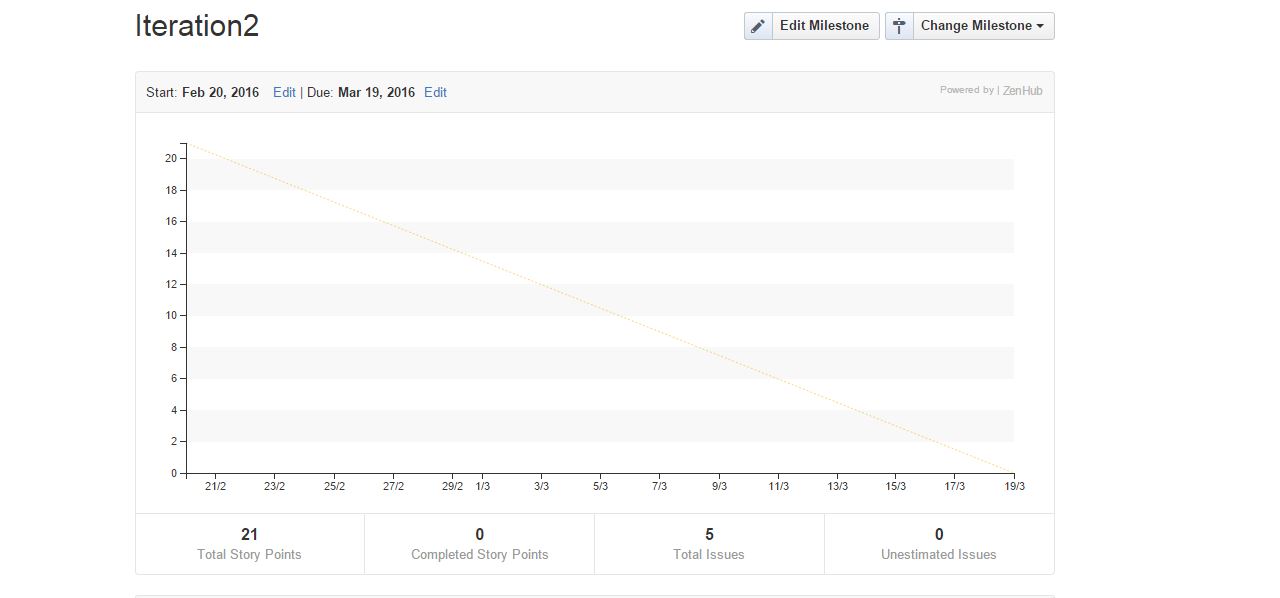 Iteration2
Edit Milestone
Change Milestone
Start: Feb 20, 2016 Edit | Due: Mar 19, 2016 Edit
Powered by | ZenHub
20
18
16
14
12
10
8
6
4
2
0
21/2 23/2 25/2 27/2 29/2 1/3 3/3 5/3 7/3 9/3 11/3 13/3 15/3 17/3 19/3
21 0 5 0
Total Story Points Completed Story Points Total Issues Unestimated Issues